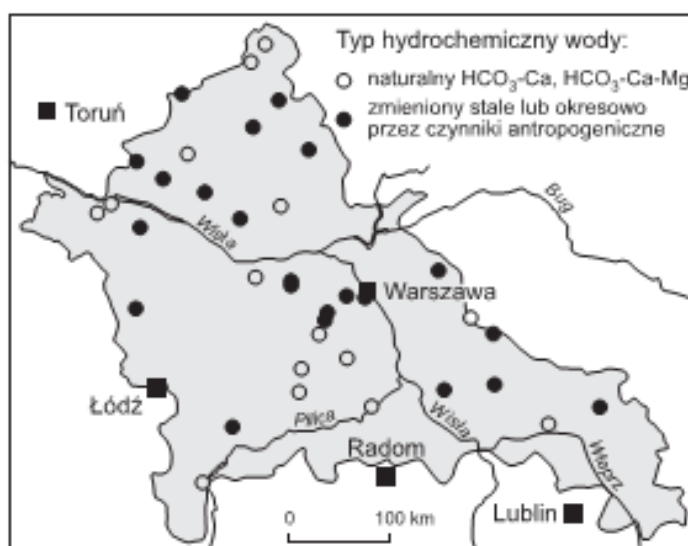 Typ hydrochemiczny wody:
naturalny HCO₃-Ca, HCO₃-Ca-Mg
zmieniony stale lub okresowo
przez czynniki antropogeniczne
Toruń
Bug
Wisła
Warszawa
Łódź
Pilica
Wisła
Radom
Wieprz
Lublin
0 100 km